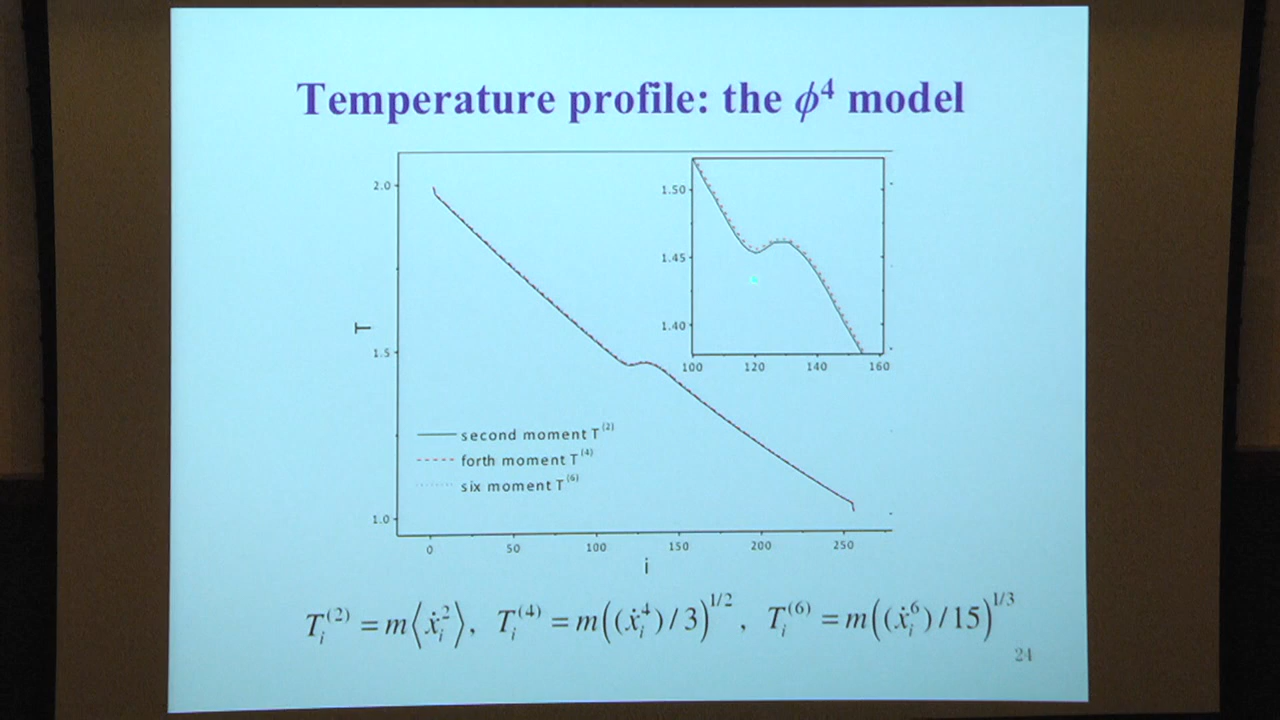 Temperature profile: the ϕ⁴ model
2.0
1.5
1.0
T
0 50 100 150 200 250
i
1.50
1.45
1.40
100 120 140 160
second moment T⁽²⁾
forth moment T⁽⁴⁾
six moment T⁽⁶⁾
Tᵢ⁽²⁾ = m⟨ẋᵢ²⟩, Tᵢ⁽⁴⁾ = m((ẋᵢ⁴)/3)^1/2, Tᵢ⁽⁶⁾ = m((ẋᵢ⁶)/15)^1/3
24